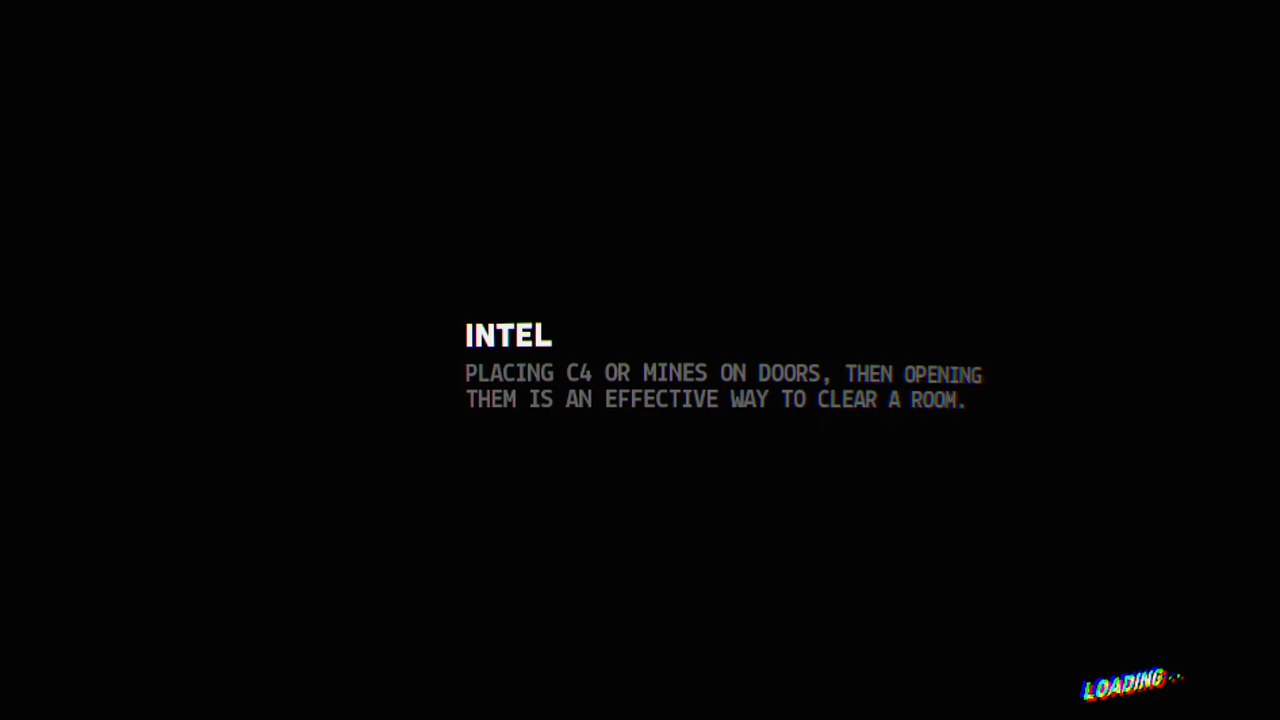 INTEL
PLACING C4 OR MINES ON DOORS, THEN OPENING
THEM IS AN EFFECTIVE WAY TO CLEAR A ROOM.
LOADING..